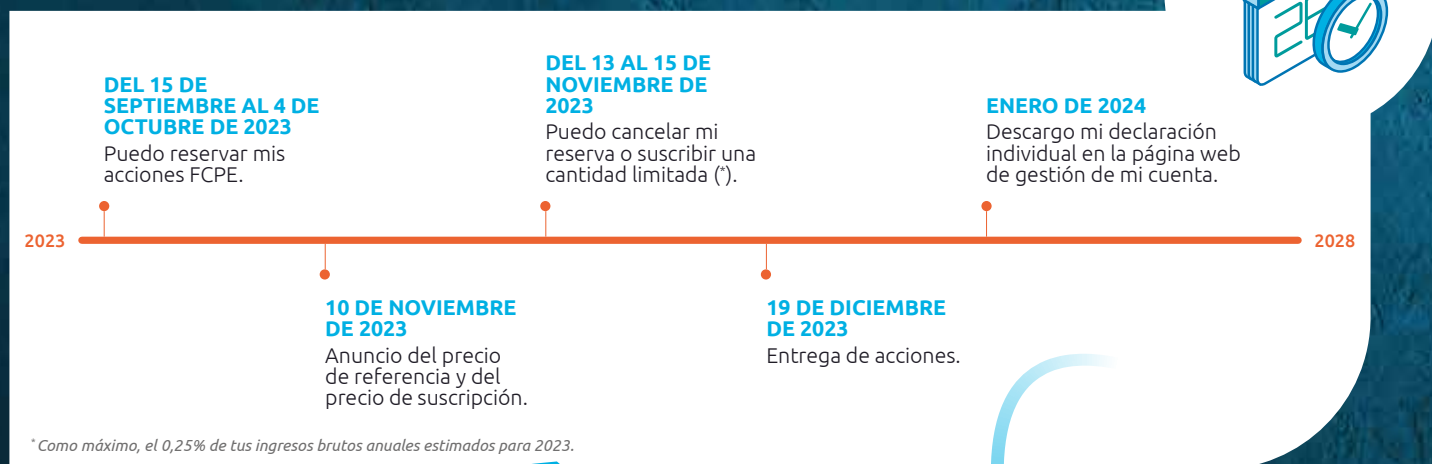 DEL 15 DE
SEPTIEMBRE AL 4 DE
OCTUBRE DE 2023
Puedo reservar mis
acciones FCPE.
DEL 13 AL 15 DE
NOVIEMBRE DE
2023
Puedo cancelar mi
reserva o suscribir una
cantidad limitada (*).
ENERO DE 2024
Descargo mi declaración
individual en la página web
de gestión de mi cuenta.
2023
2028
10 DE NOVIEMBRE
DE 2023
Anuncio del precio
de referencia y del
precio de suscripción.
19 DE DICIEMBRE
DE 2023
Entrega de acciones.
* Como máximo, el 0,25% de tus ingresos brutos anuales estimados para 2023.